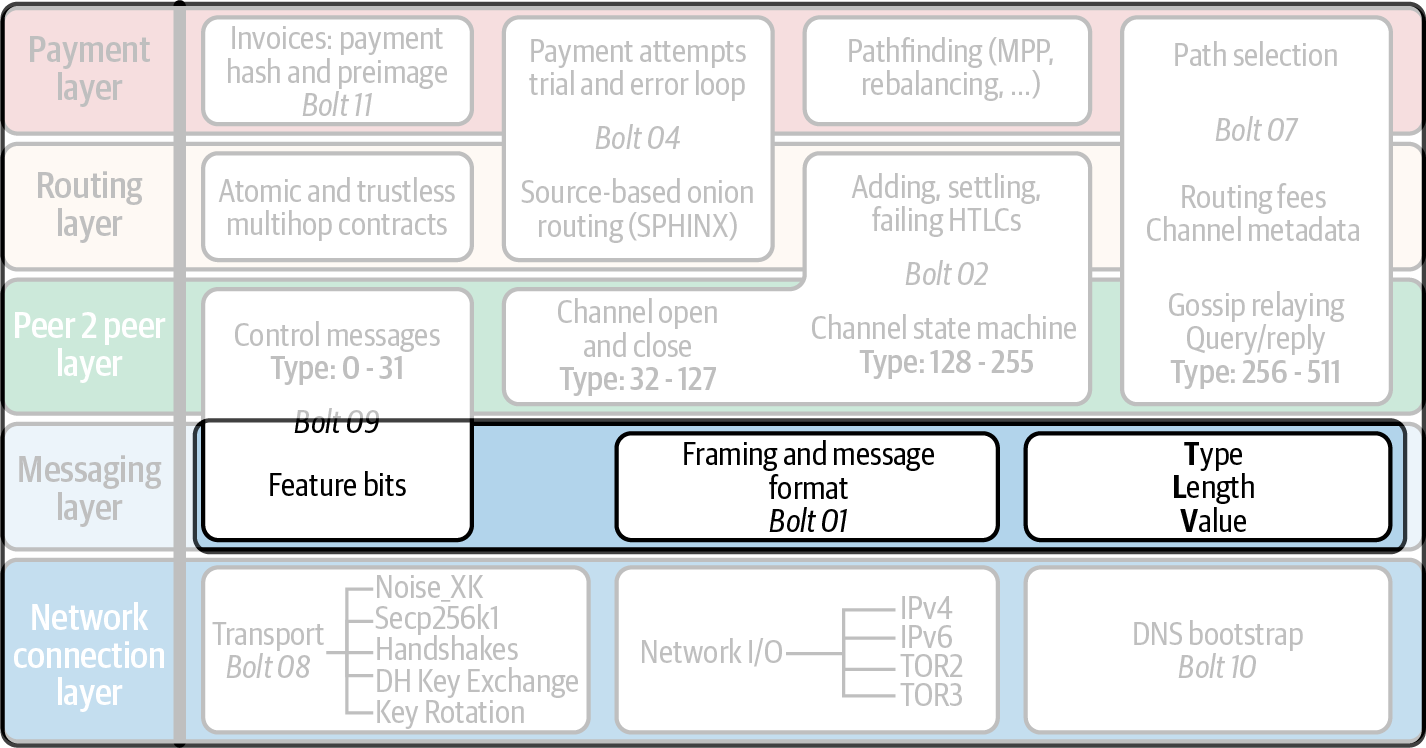 Payment
layer
Invoices: payment
hash and preimage
Bolt 11
Payment attempts
trial and error loop
Bolt 04
Pathfinding (MPP,
rebalancing, ...)
Path selection
Bolt 07
Routing
layer
Atomic and trustless
multihop contracts
Source-based onion
routing (SPHINX)
Adding, settling,
failing HTLCs
Bolt 02
Routing fees
Channel metadata
Peer 2 peer
layer
Control messages
Type: 0 - 31
Bolt 09
Channel open
and close
Type: 32 - 127
Channel state machine
Type: 128 - 255
Gossip relaying
Query/reply
Type: 256 - 511
Messaging
layer
Feature bits
Framing and message
format
Bolt 01
Type
Length
Value
Network
connection
layer
Transport
Bolt 08
Noise_XK
Secp256k1
Handshakes
DH Key Exchange
Key Rotation
Network I/O
IPv4
IPv6
TOR2
TOR3
DNS bootstrap
Bolt 10